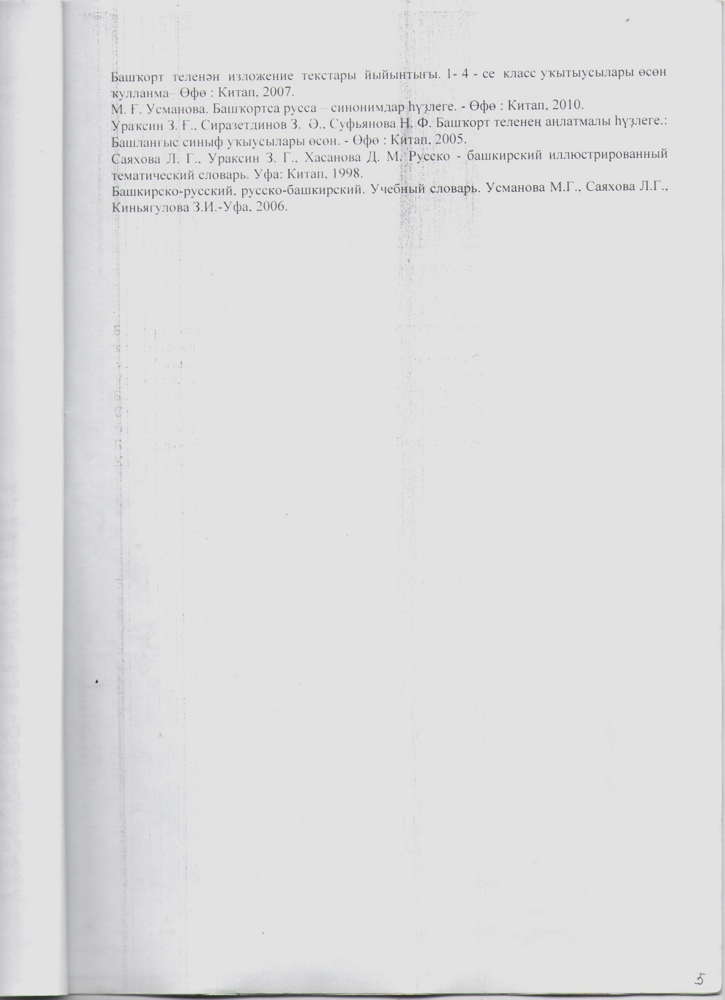 Башҡорт теленән изложение текстары йыйынтығы. 1- 4 - се класс уҡытыусылары өсөн
ҡулланма– Өфө : Китап, 2007.
М. Ғ. Усманова. Башҡортса русса – синонимдар һүҙлеге. - Өфө : Китап, 2010.
Ураксин З. Ғ., Сиразетдинов З. Ә., Суфьянова Н. Ф. Башҡорт теленең аңлатмалы һүҙлеге.:
Башланғыс синыф уҡыусылары өсөн. - Өфө : Китап, 2005.
Саяхова Л. Г., Ураксин З. Г., Хасанова Д. М. Русско - башкирский иллюстрированный
тематический словарь. Уфа: Китап, 1998.
Башкирско-русский, русско-башкирский. Учебный словарь. Усманова М.Г., Саяхова Л.Г.,
Киньягулова З.И.-Уфа, 2006.
5